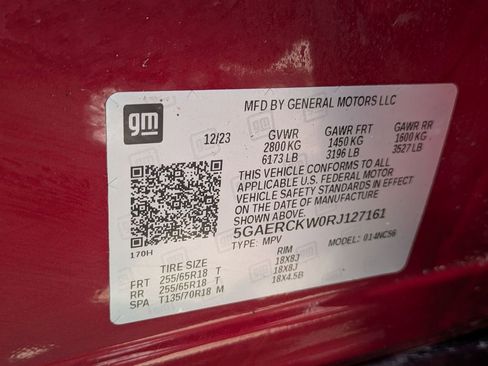 gm
MFD BY GENERAL MOTORS LLC
12/23 GVWR GAWR FRT GAWR RR
2800 KG 1450 KG 1600 KG
6173 LB 3196 LB 3527 LB
THIS VEHICLE CONFORMS TO ALL
APPLICABLE U.S. FEDERAL MOTOR
VEHICLE SAFETY STANDARDS IN EFFECT
ON THE DATE OF MANUFACTURE SHOWN ABOVE.
5GAERCKW0RJ127161
TYPE: MPV MODEL: 014NC56
170H
TIRE SIZE RIM
FRT 255/65R18 T 18X8J
RR 255/65R18 T 18X8J
SPA T135/70R18 M 18X4.5B